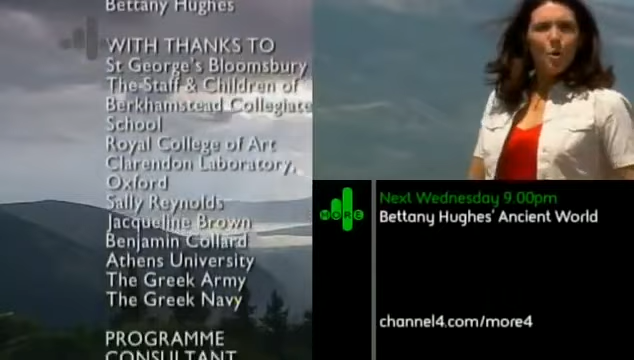 Bettany Hughes
WITH THANKS TO
St George's Bloomsbury
The Staff & Children of
Berkhamstead Collegiate
School
Royal College of Art
Clarendon Laboratory,
Oxford
Sally Reynolds
Jacqueline Brown
Benjamin Collard
Athens University
The Greek Army
The Greek Navy
PROGRAMME
CONSULTANT
MORE
Next Wednesday 9.00pm
Bettany Hughes' Ancient World
channel4.com/more4